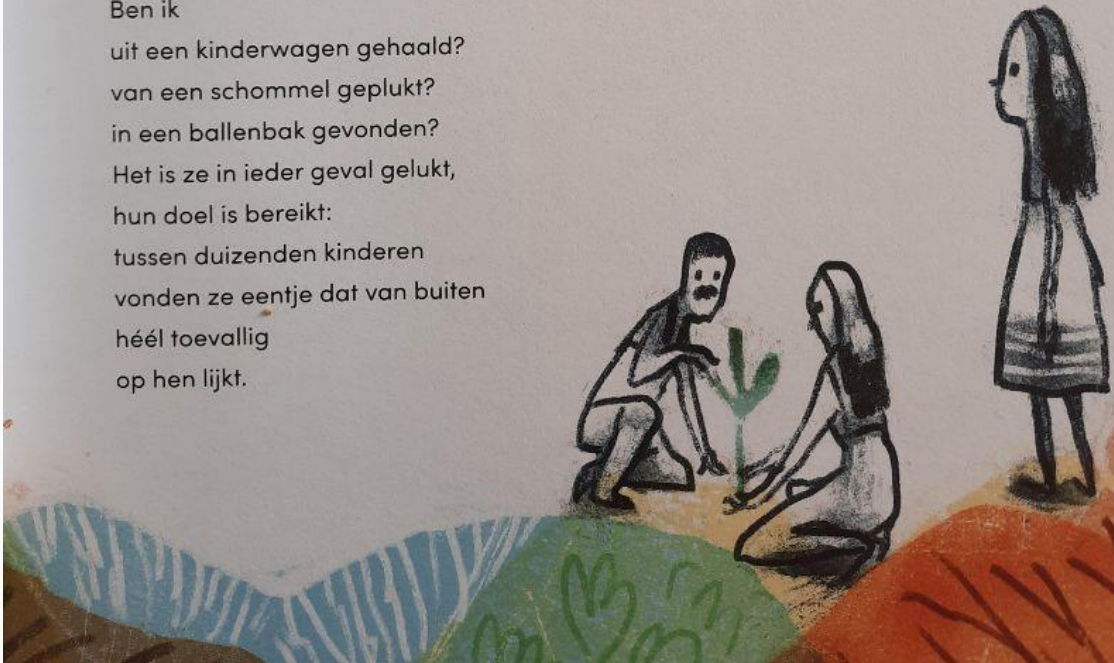 Ben ik
uit een kinderwagen gehaald?
van een schommel geplukt?
in een ballenbak gevonden?
Het is ze in ieder geval gelukt,
hun doel is bereikt:
tussen duizenden kinderen
vonden ze eentje dat van buiten
héél toevallig
op hen lijkt.